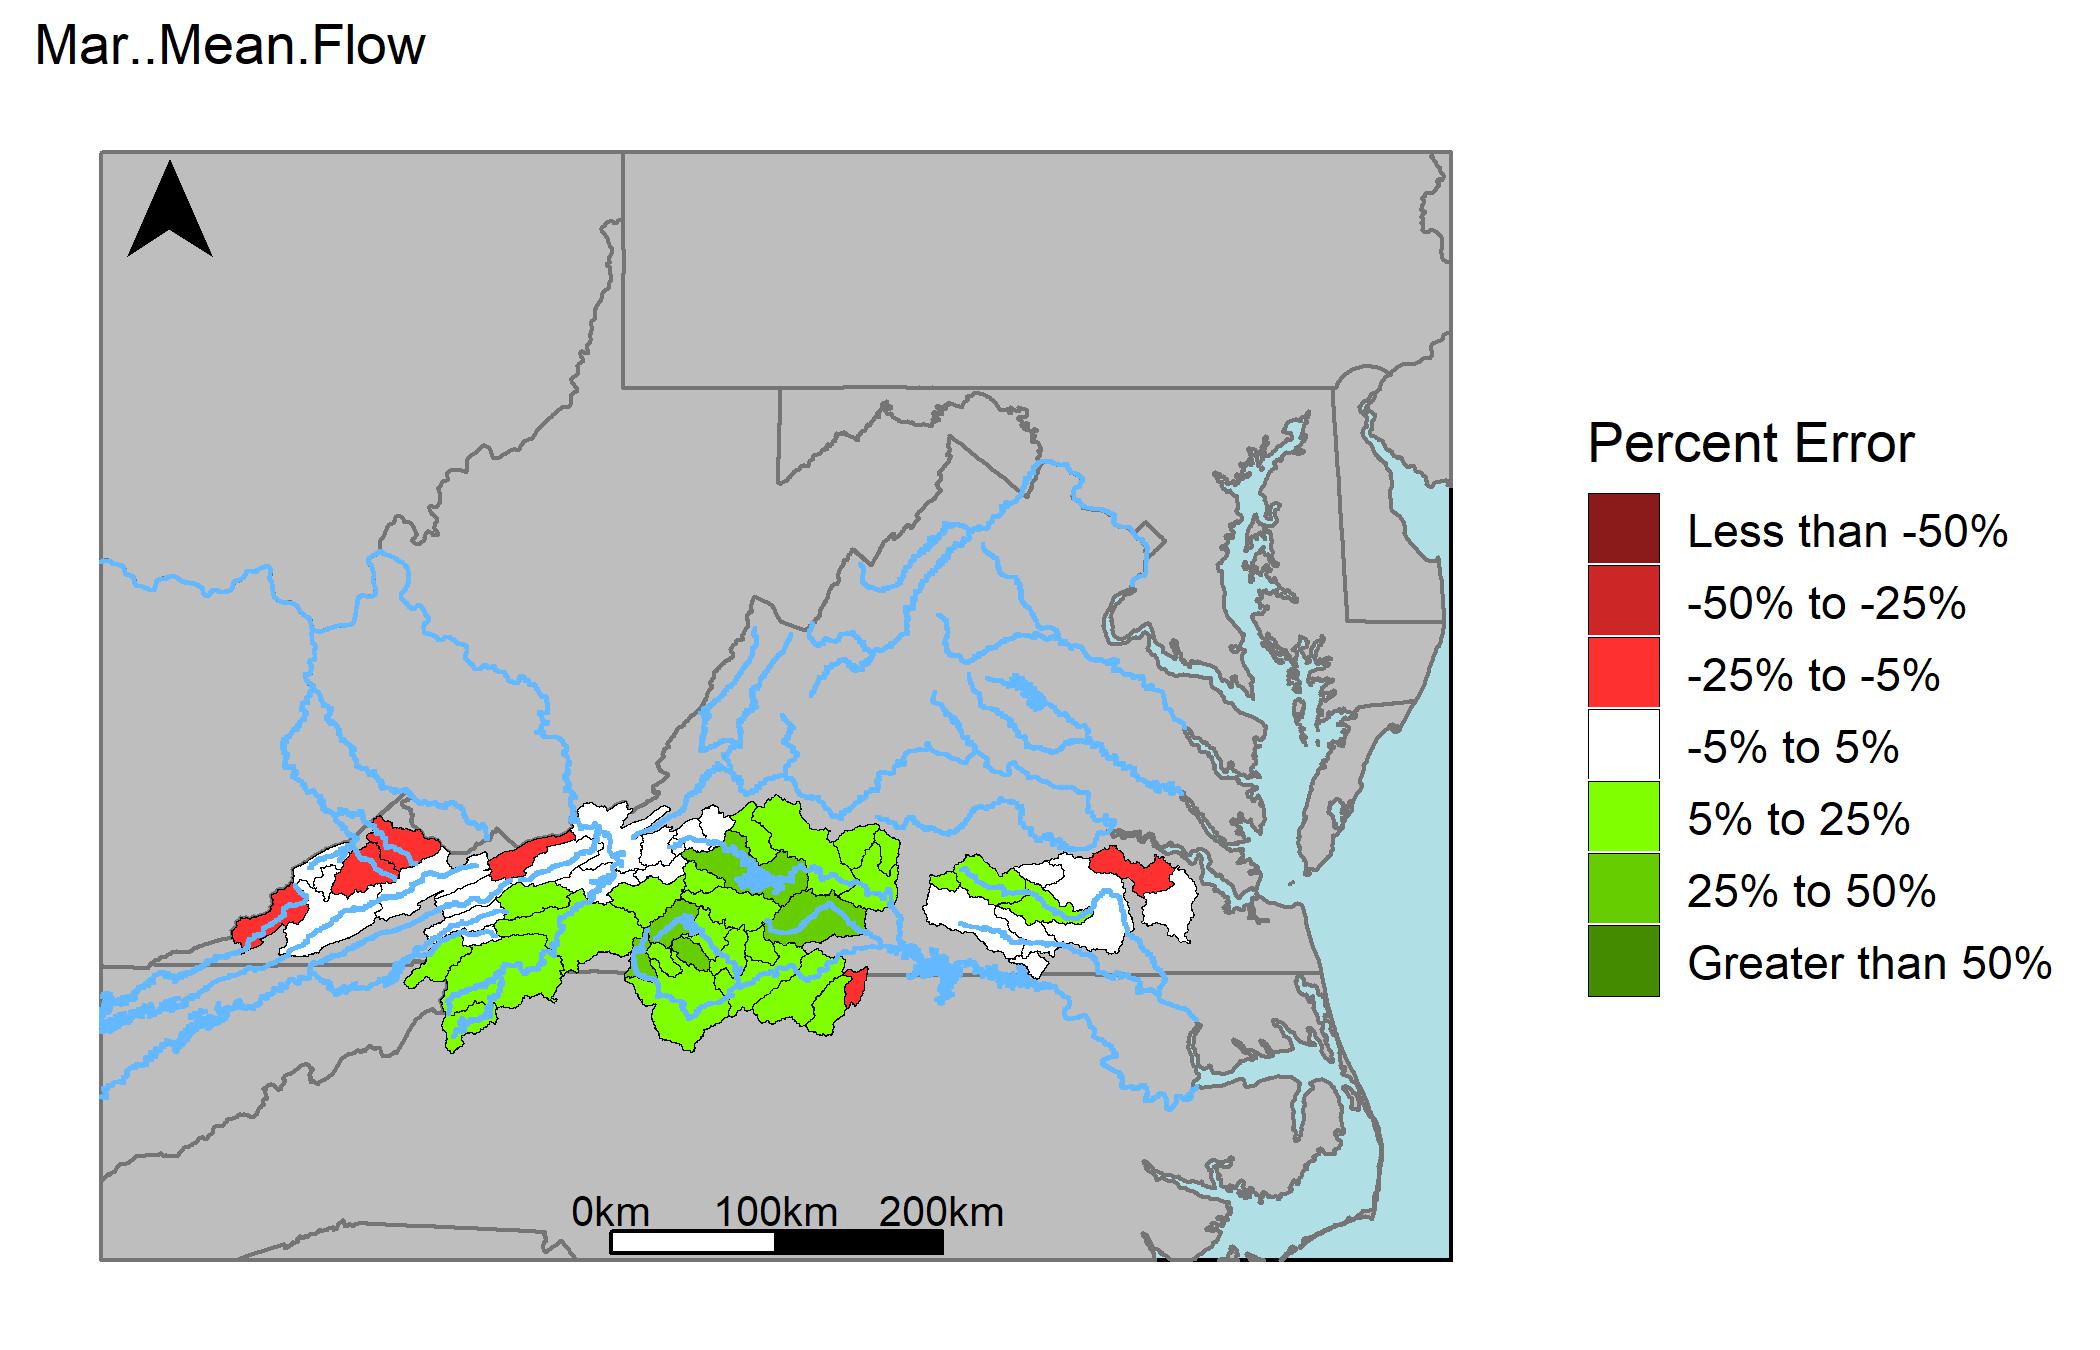 Mar..Mean.Flow
Percent Error
Less than -50%
-50% to -25%
-25% to -5%
-5% to 5%
5% to 25%
25% to 50%
Greater than 50%
0km 100km 200km